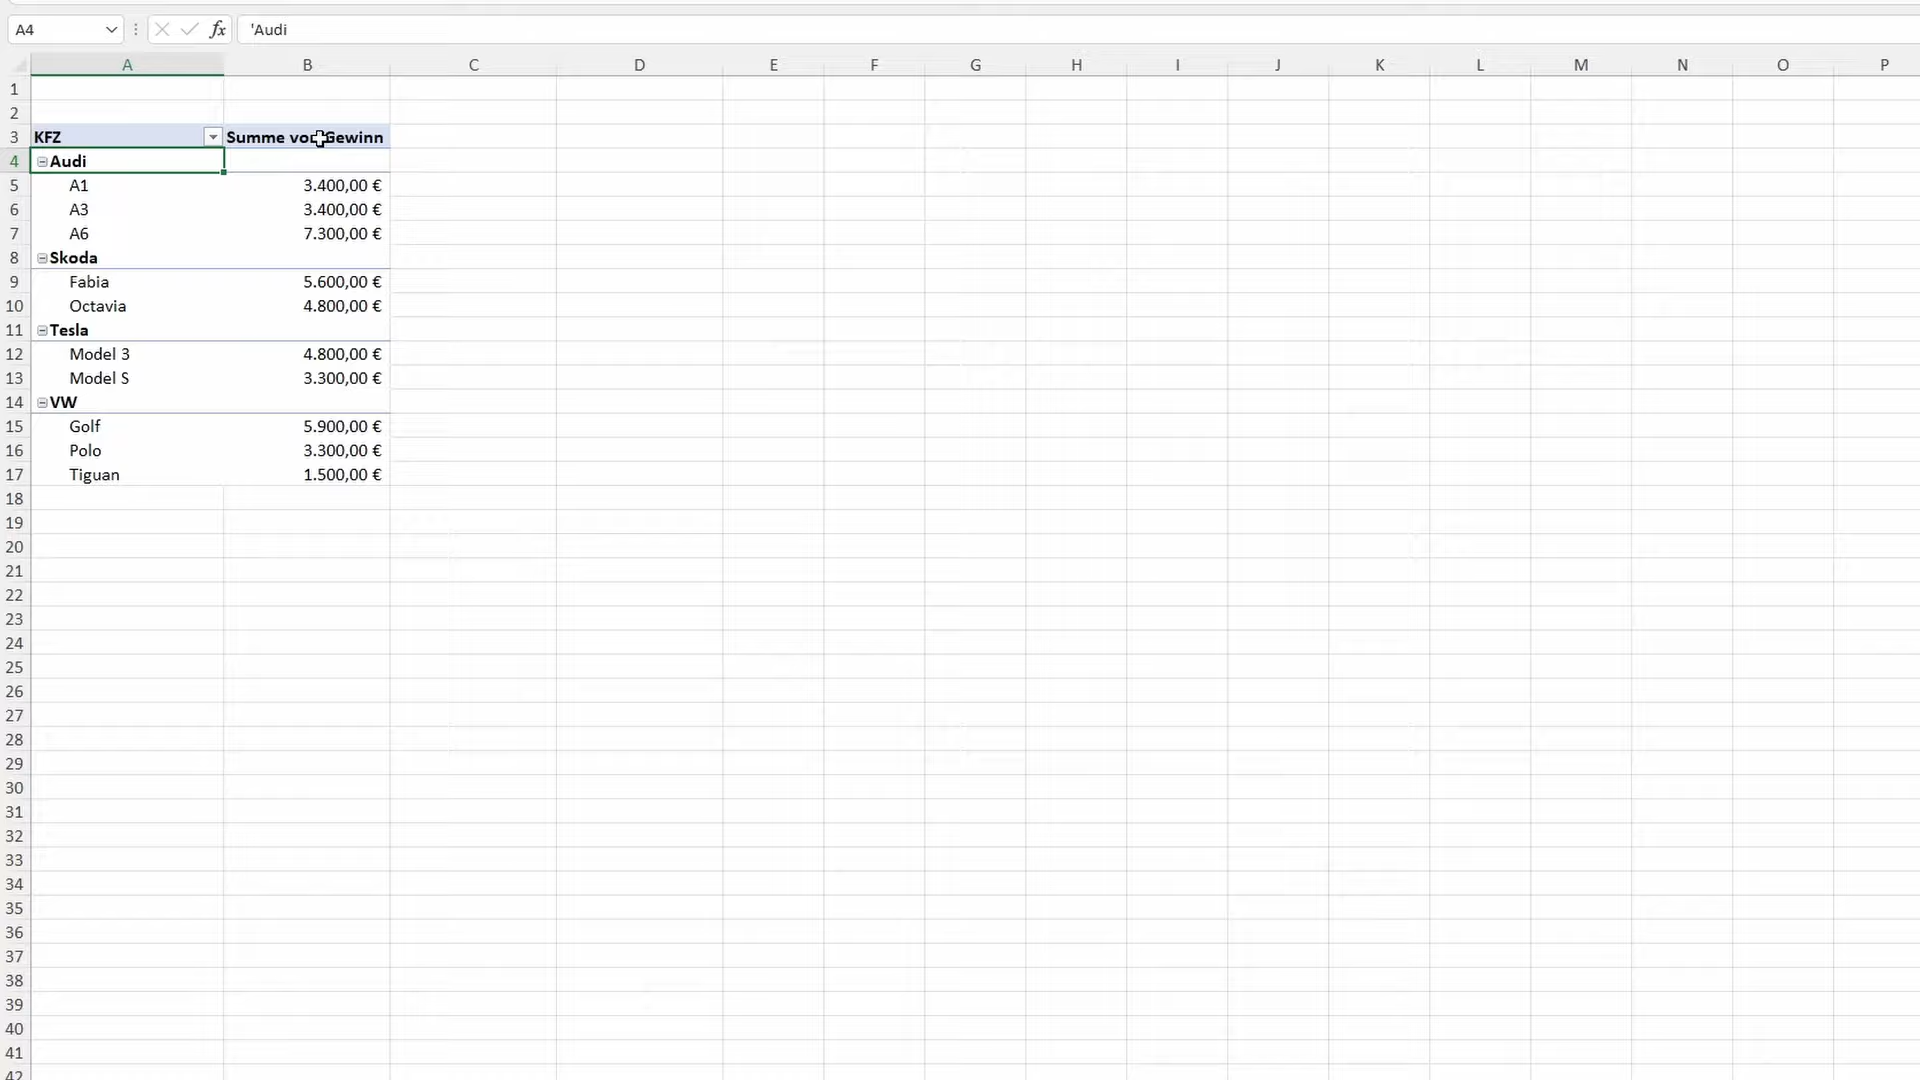 A4 fx 'Audi
A B C D E F G H I J K L M N O P
1
2
3 KFZ Summe von Gewinn
4 Audi
5 A1 3.400,00 €
6 A3 3.400,00 €
7 A6 7.300,00 €
8 Skoda
9 Fabia 5.600,00 €
10 Octavia 4.800,00 €
11 Tesla
12 Model 3 4.800,00 €
13 Model S 3.300,00 €
14 VW
15 Golf 5.900,00 €
16 Polo 3.300,00 €
17 Tiguan 1.500,00 €
18
19
20
21
22
23
24
25
26
27
28
29
30
31
32
33
34
35
36
37
38
39
40
41
42